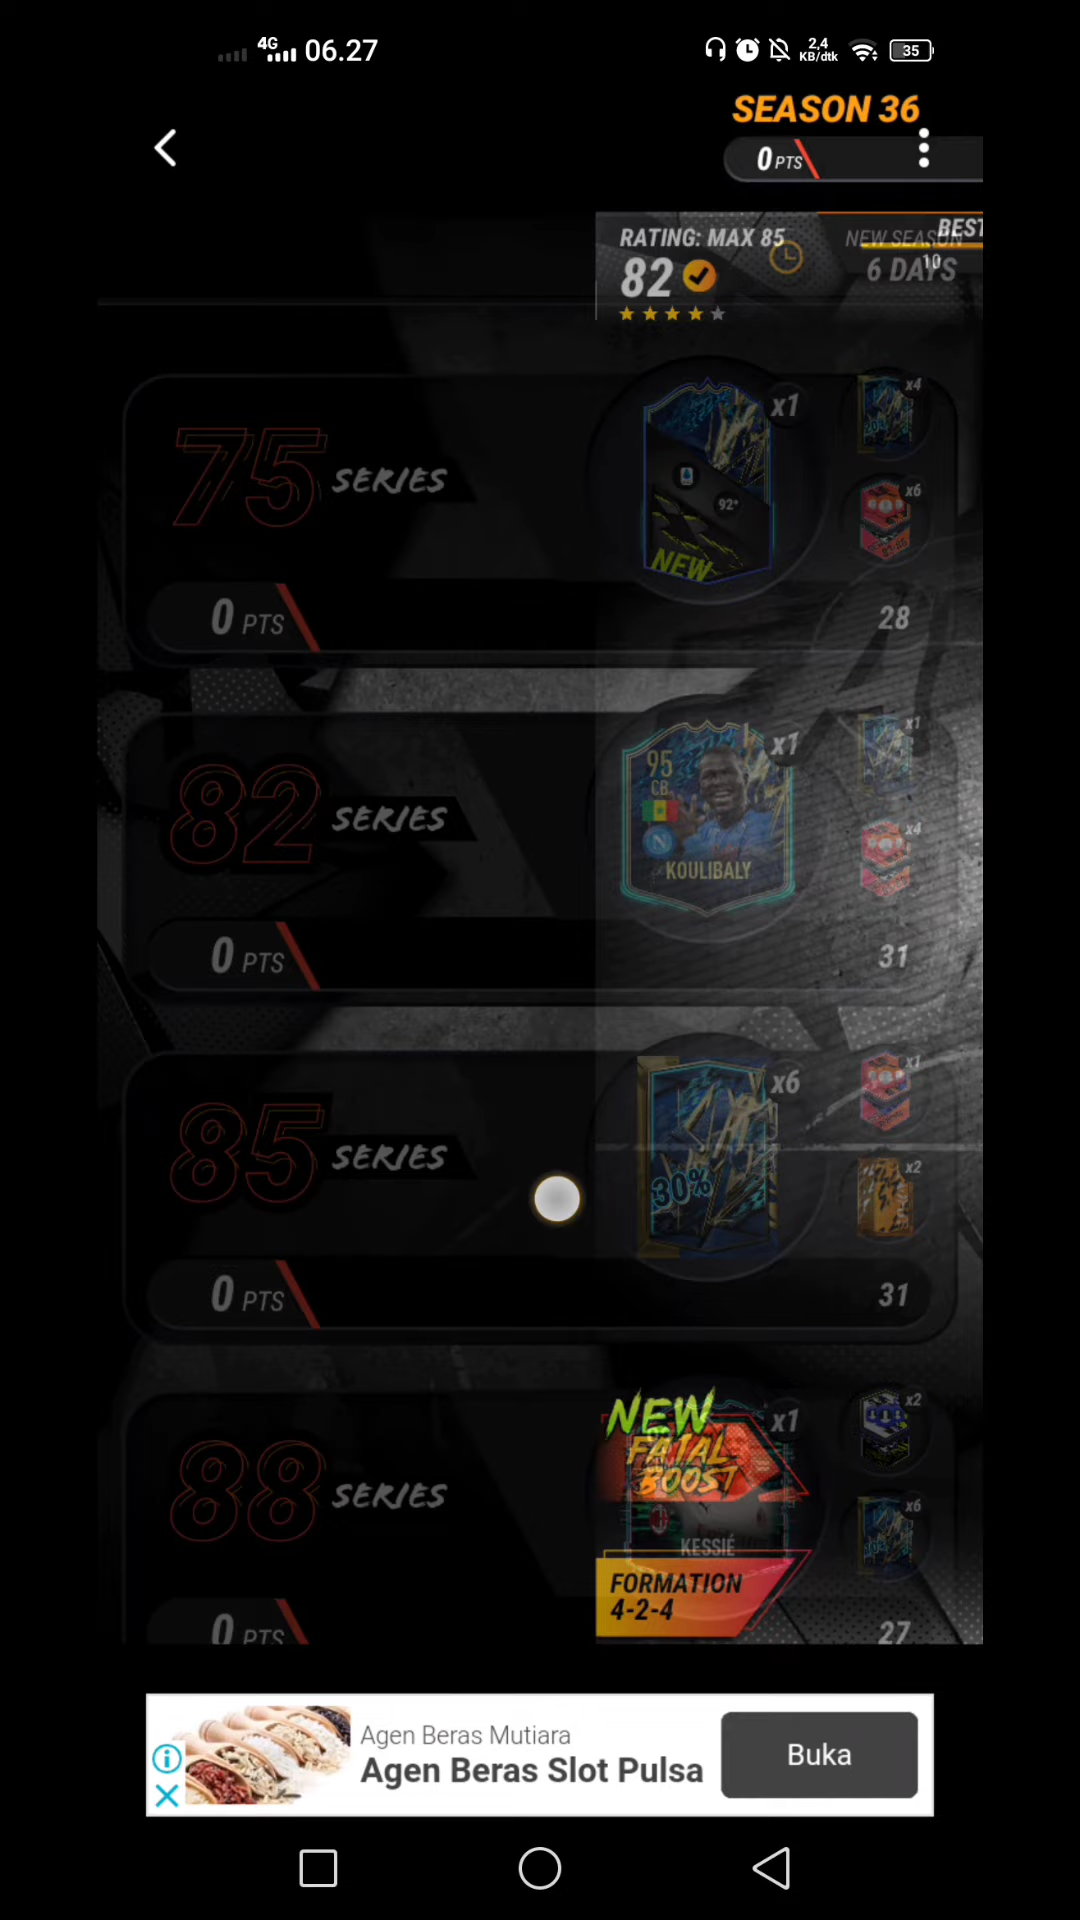 4G 06.27 2,4 KB/dtk 35
SEASON 36
0 PTS
RATING: MAX 85
82
NEW SEASON
6 DAYS
BEST
10
75 SERIES
x1
92+
NEW
x4
x6
0 PTS
28
82 SERIES
95
CB
KOULIBALY
x1
x1
x4
0 PTS
31
85 SERIES
30%
x6
x1
x2
0 PTS
31
88 SERIES
NEW
FATAL
BOOST
x1
x2
KESSIÉ
x6
FORMATION
4-2-4
0 PTS
27
Agen Beras Mutiara
Agen Beras Slot Pulsa
Buka